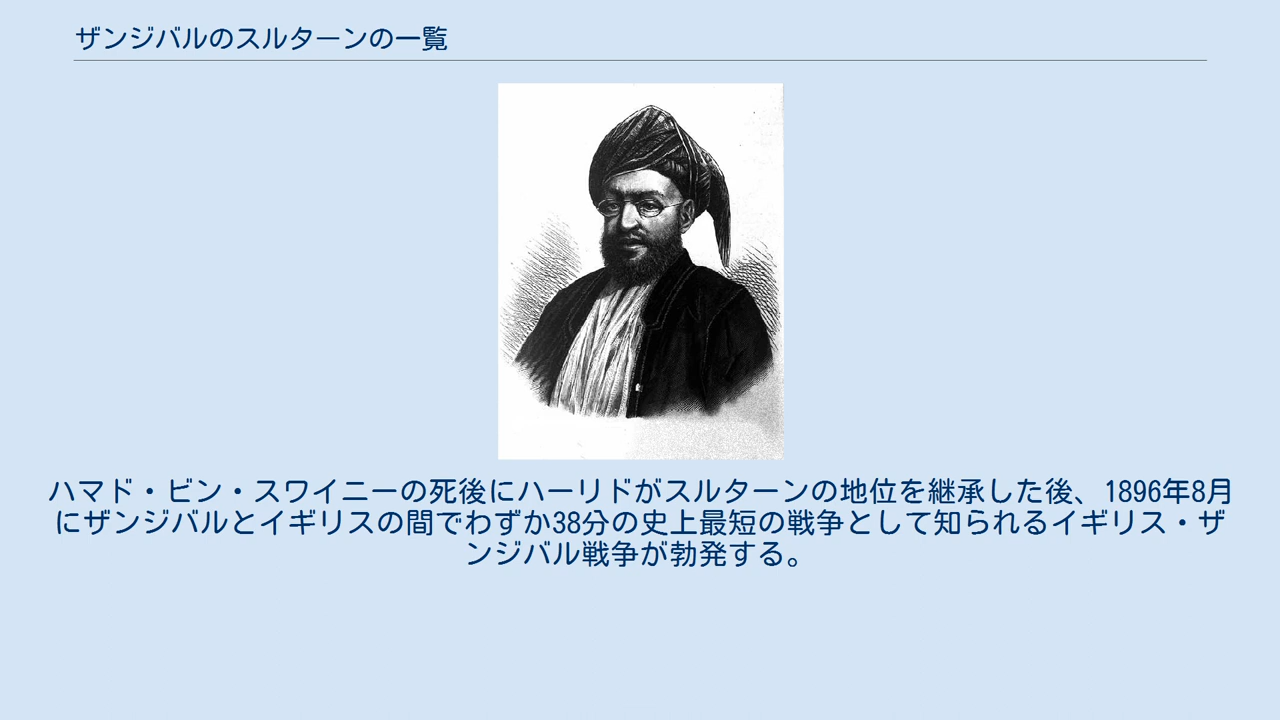 ザンジバルのスルターンの一覧
ハマド・ビン・スワイニーの死後にハーリドがスルターンの地位を継承した後、1896年8月
にザンジバルとイギリスの間でわずか38分の史上最短の戦争として知られるイギリス・ザ
ンジバル戦争が勃発する。